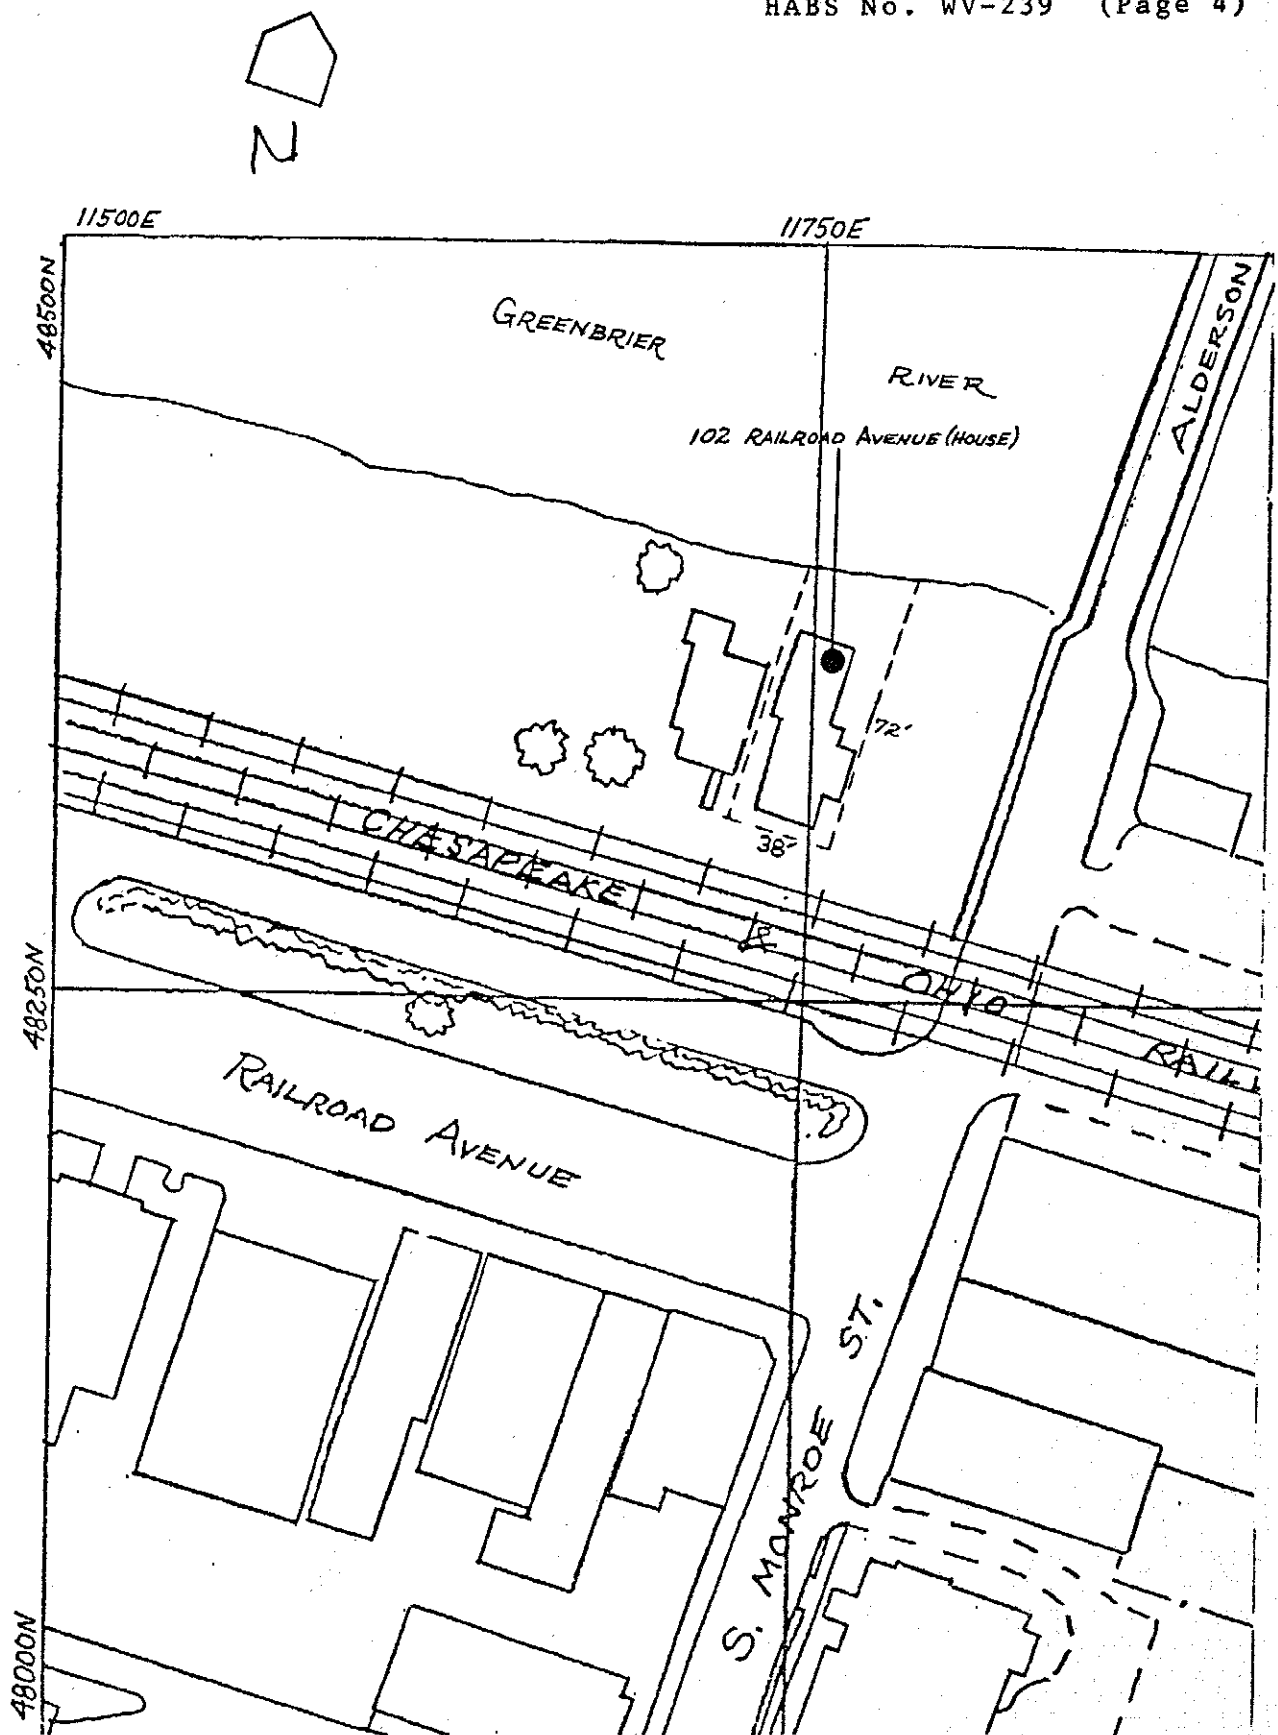 HABS No. WV-239 (Page 4)
N
11500E
11750E
48500N
GREENBRIER
RIVER
ALDERSON
102 RAILROAD AVENUE (HOUSE)
72'
38'
CHESAPEAKE & OHIO RAIL
48250N
RAILROAD AVENUE
S. MONROE ST.
48000N